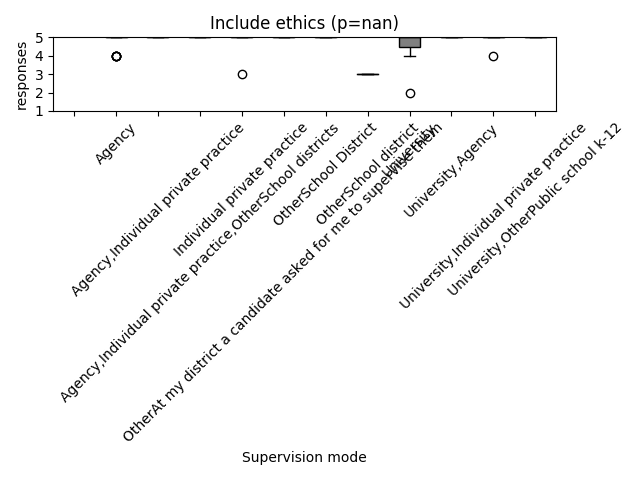 Include ethics (p=nan)
responses
5
4
3
2
1
Agency
Agency,Individual private practice
Individual private practice
Agency,Individual private practice,OtherSchool districts
OtherSchool District
OtherAt my district a candidate asked for me to supervise them
OtherSchool district
University
University,Agency
University,Individual private practice
University,OtherPublic school k-12
Supervision mode